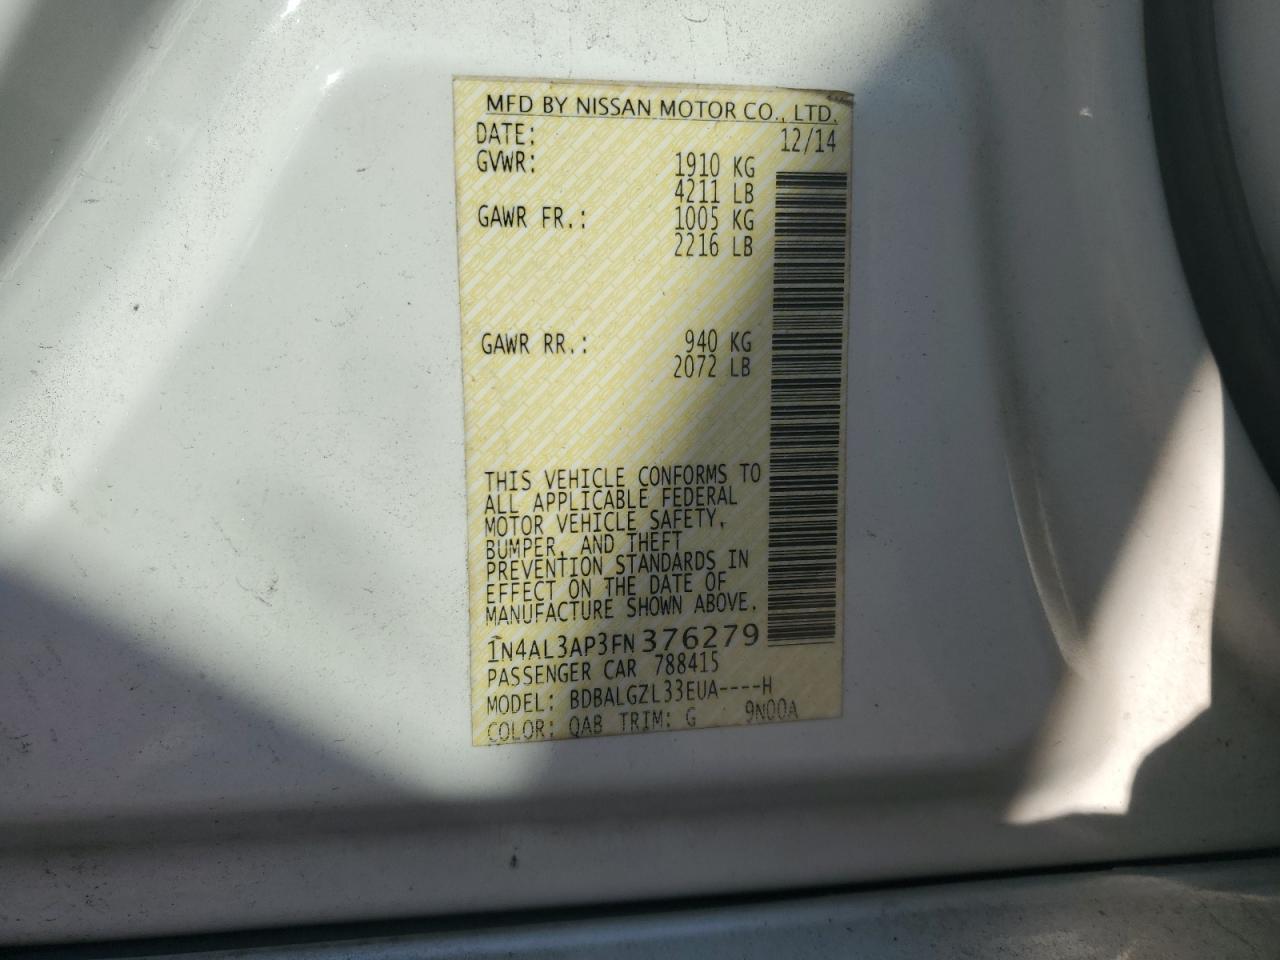 MFD BY NISSAN MOTOR CO., LTD.
DATE: 12/14
GVWR: 1910 KG
4211 LB
GAWR FR.: 1005 KG
2216 LB
GAWR RR.: 940 KG
2072 LB
THIS VEHICLE CONFORMS TO
ALL APPLICABLE FEDERAL
MOTOR VEHICLE SAFETY,
BUMPER, AND THEFT
PREVENTION STANDARDS IN
EFFECT ON THE DATE OF
MANUFACTURE SHOWN ABOVE.
1N4AL3AP3FN376279
PASSENGER CAR 788415
MODEL: BDBALGZL33EUA----H
COLOR: QAB TRIM: G 9N00A